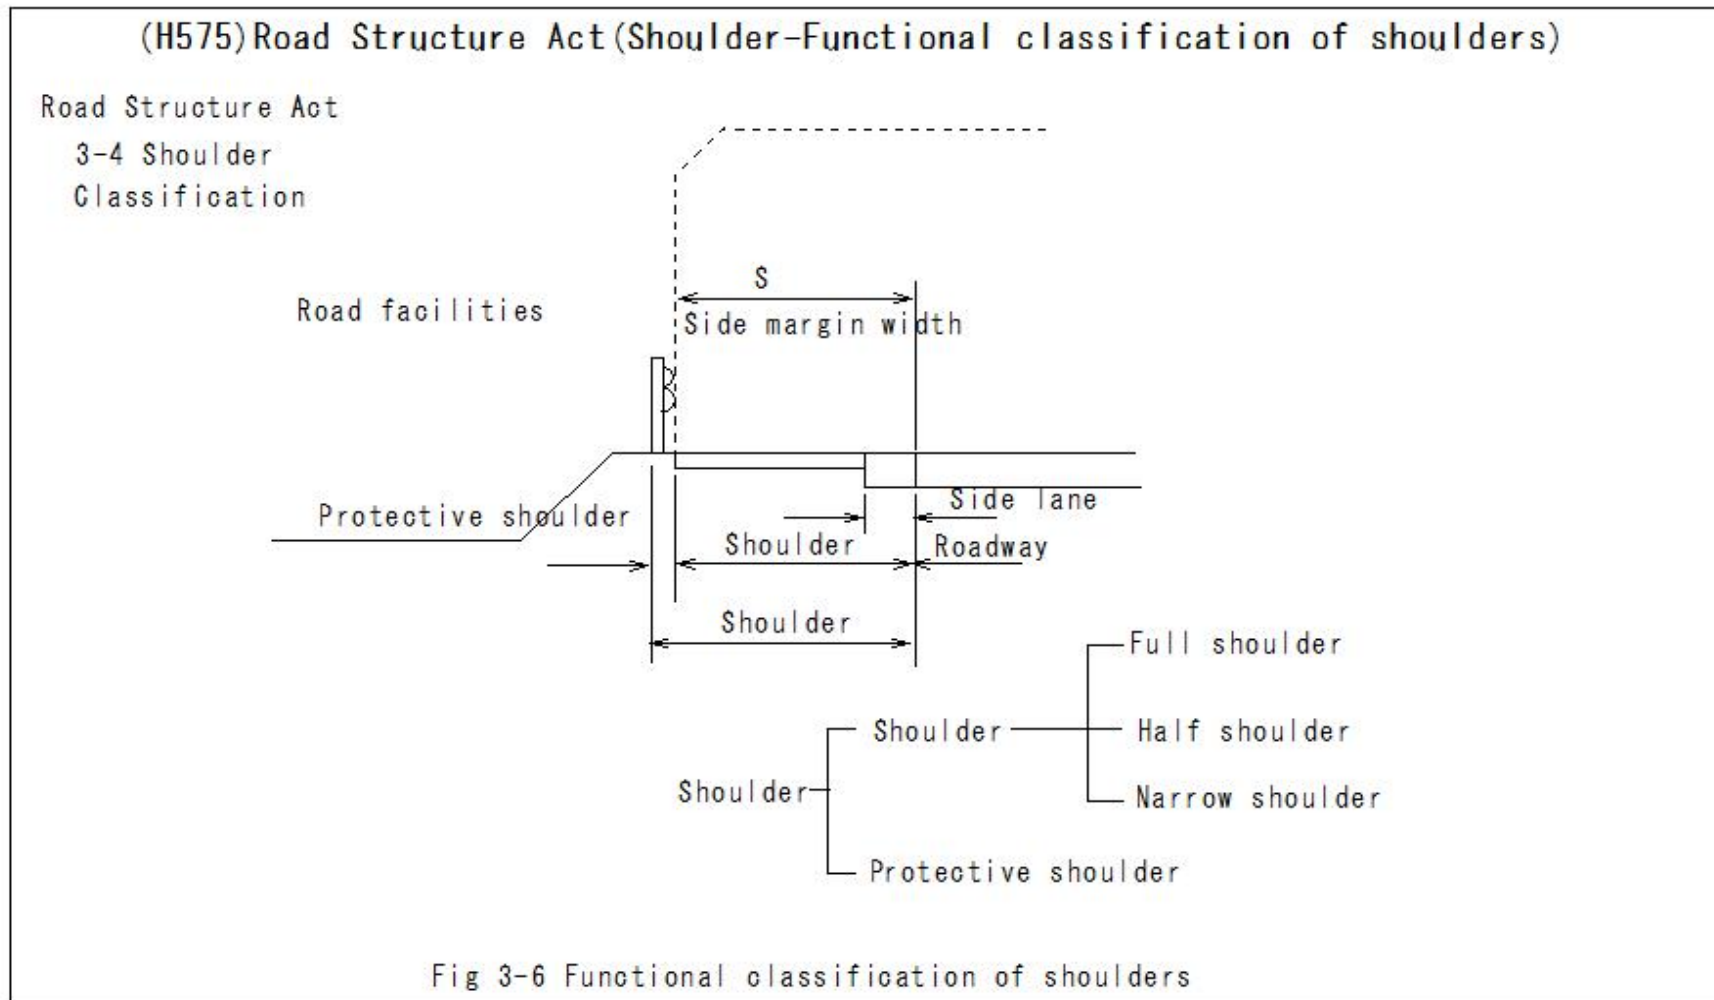 (H575)Road Structure Act(Shoulder-Functional classification of shoulders)
Road Structure Act
3-4 Shoulder
Classification
S
Road facilities
Side margin width
Side lane
Protective shoulder
Shoulder
Roadway
Shoulder
Full shoulder
Shoulder
Half shoulder
Shoulder
Narrow shoulder
Protective shoulder
Fig 3-6 Functional classification of shoulders